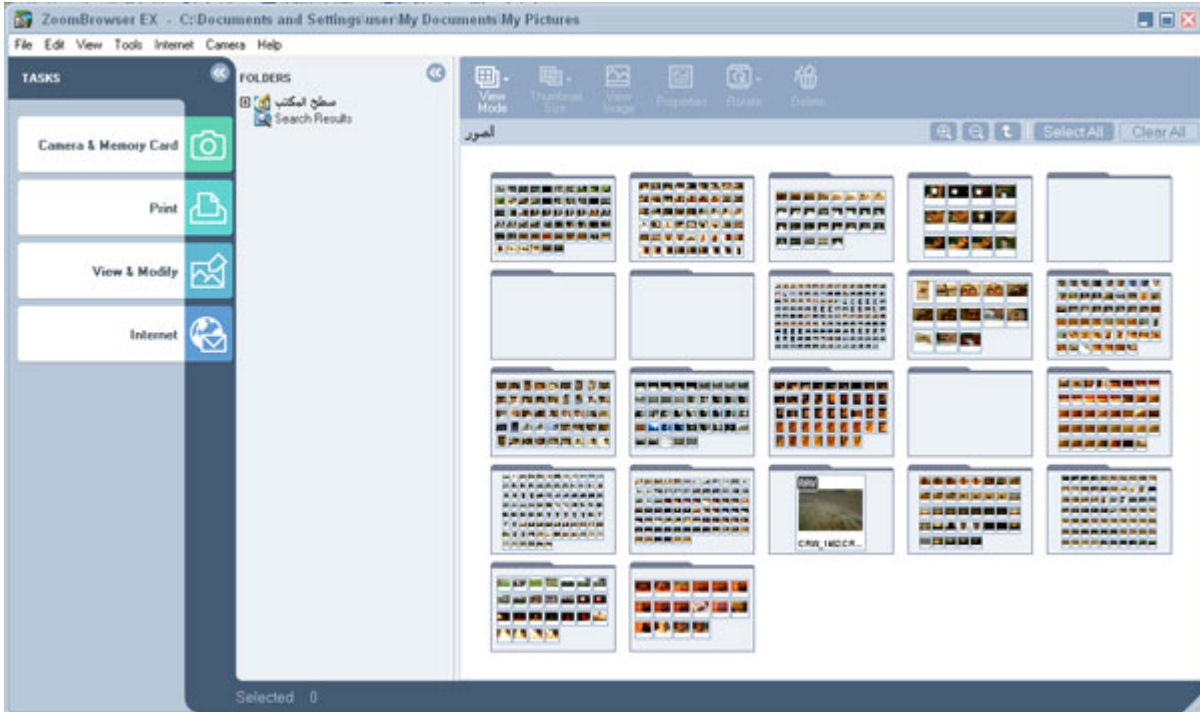 ZoomBrowser EX - C:\Documents and Settings\user\My Documents\My Pictures
File Edit View Tools Internet Camera Help
TASKS
Camera & Memory Card
Print
View & Modify
Internet
FOLDERS
سطح المكتب
Search Results
View Mode
Thumbnail Size
View Image
Properties
Rotate
Delete
الصور
Select All
Clear All
Selected 0